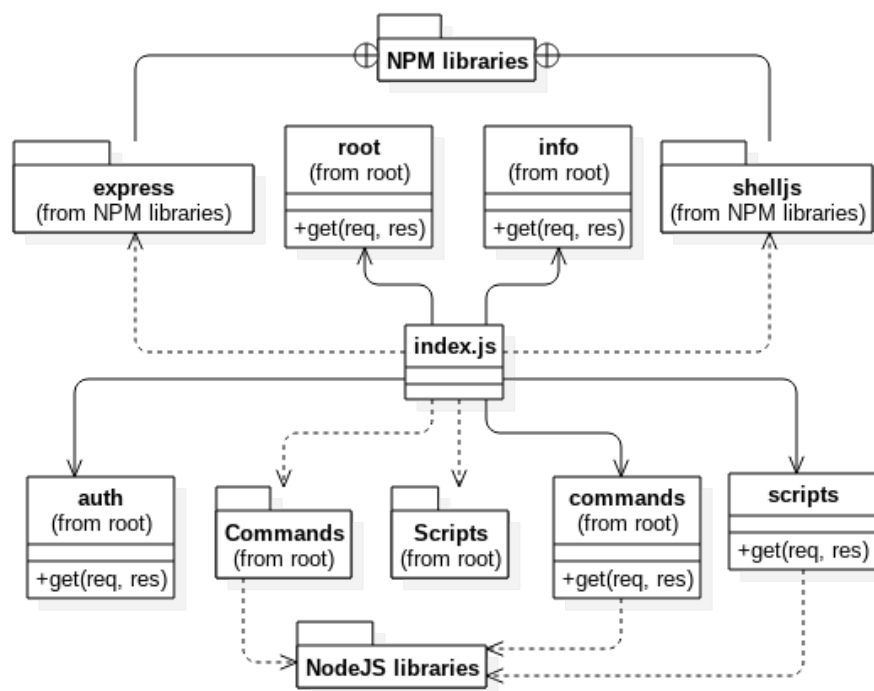 NPM libraries
express
(from NPM libraries)
root
(from root)
+get(req, res)
info
(from root)
+get(req, res)
shelljs
(from NPM libraries)
index.js
auth
(from root)
+get(req, res)
Commands
(from root)
Scripts
(from root)
commands
(from root)
+get(req, res)
scripts
+get(req, res)
NodeJS libraries